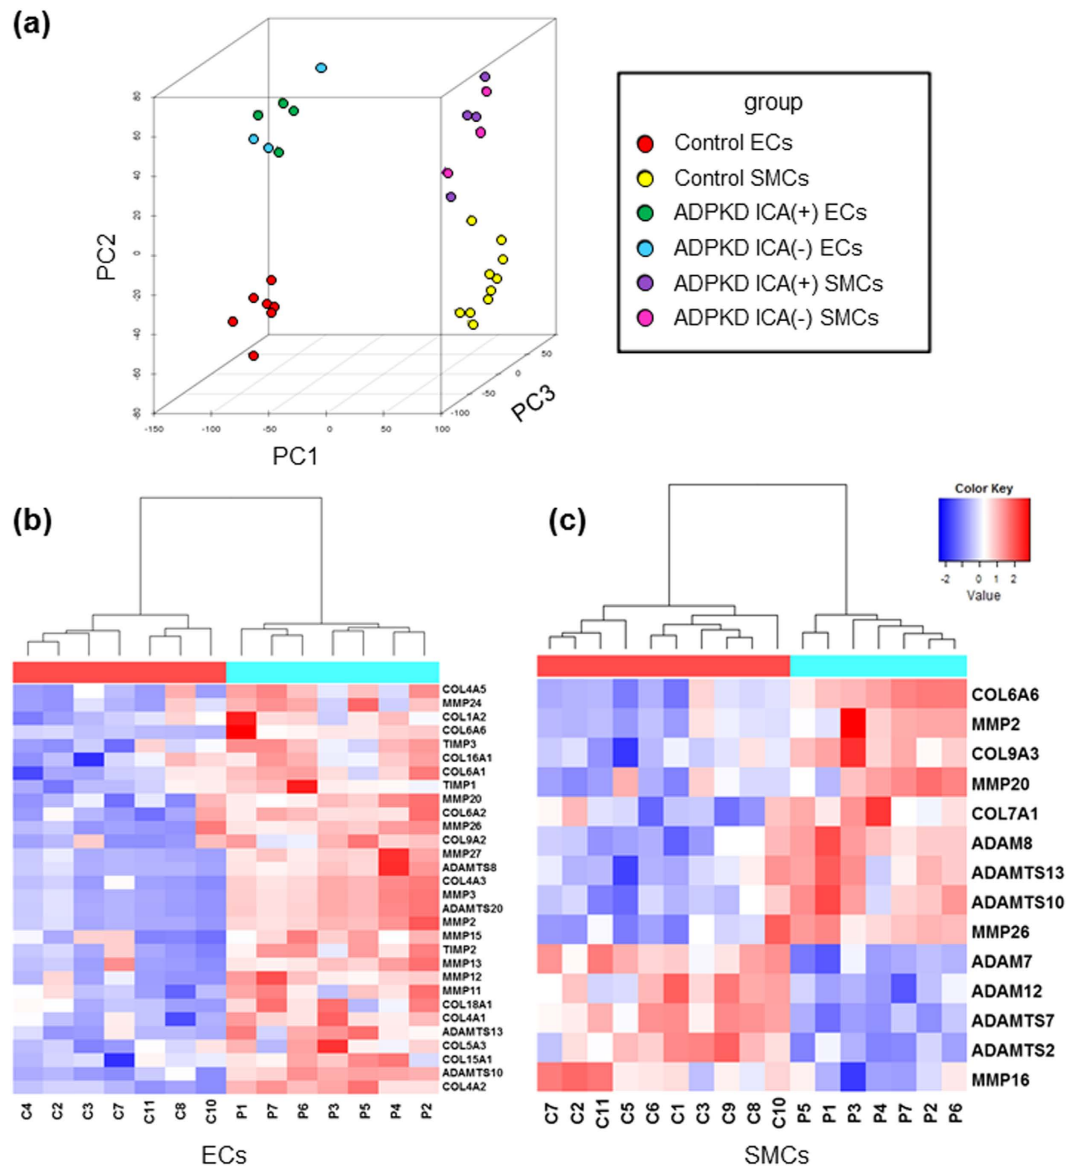 (a)
group
Control ECs
Control SMCs
ADPKD ICA(+) ECs
ADPKD ICA(-) ECs
ADPKD ICA(+) SMCs
ADPKD ICA(-) SMCs
PC2
80
60
40
20
0
-20
-40
-60
-80
-150
-100
-50
0
50
100
PC1
-100
-50
0
50
PC3
(b)
COL4A5
MMP24
COL1A2
COL6A6
TIMP3
COL16A1
COL6A1
TIMP1
MMP20
COL6A2
MMP26
COL9A2
MMP27
ADAMTS8
COL4A3
MMP3
ADAMTS20
MMP2
MMP15
TIMP2
MMP13
MMP12
MMP11
COL18A1
COL4A1
ADAMTS13
COL5A3
COL15A1
ADAMTS10
COL4A2
C4 C2 C3 C7 C11 C8 C10 P1 P7 P6 P3 P5 P4 P2
ECs
(c)
Color Key
-2 0 1 2
Value
COL6A6
MMP2
COL9A3
MMP20
COL7A1
ADAM8
ADAMTS13
ADAMTS10
MMP26
ADAM7
ADAM12
ADAMTS7
ADAMTS2
MMP16
C7 C2 C11 C5 C6 C1 C3 C9 C8 C10 P5 P1 P3 P4 P7 P2 P6
SMCs